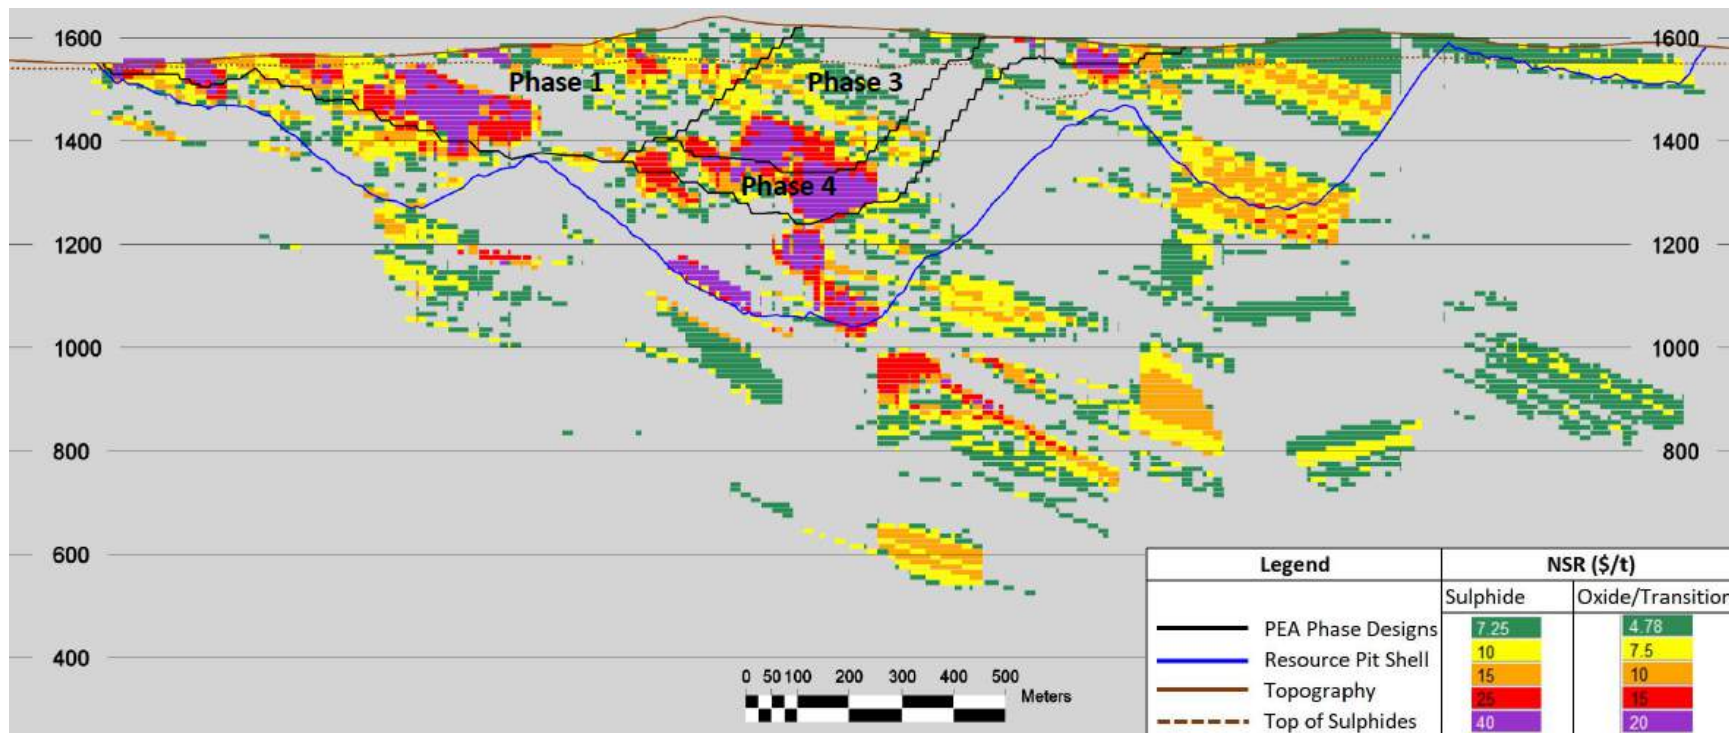 1600 1600
Phase 1 Phase 3
1400 1400
Phase 4
1200 1200
1000 1000
800 800
600
400
0 50 100 200 300 400 500
Meters
Legend NSR ($/t)
Sulphide Oxide/Transition
PEA Phase Designs 7.25 4.78
Resource Pit Shell 10 7.5
15 10
Topography 25 15
Top of Sulphides 40 20